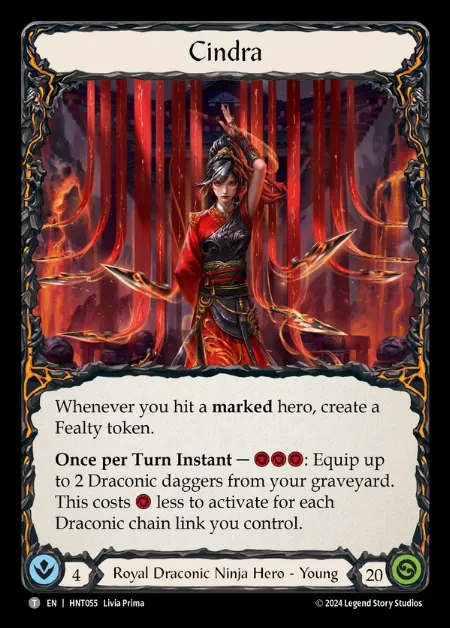 Cindra
Whenever you hit a marked hero, create a
Fealty token.
Once per Turn Instant — : Equip up
to 2 Draconic daggers from your graveyard.
This costs less to activate for each
Draconic chain link you control.
4
Royal Draconic Ninja Hero - Young
20
T EN | HNT055 Livia Prima
© 2024 Legend Story Studios